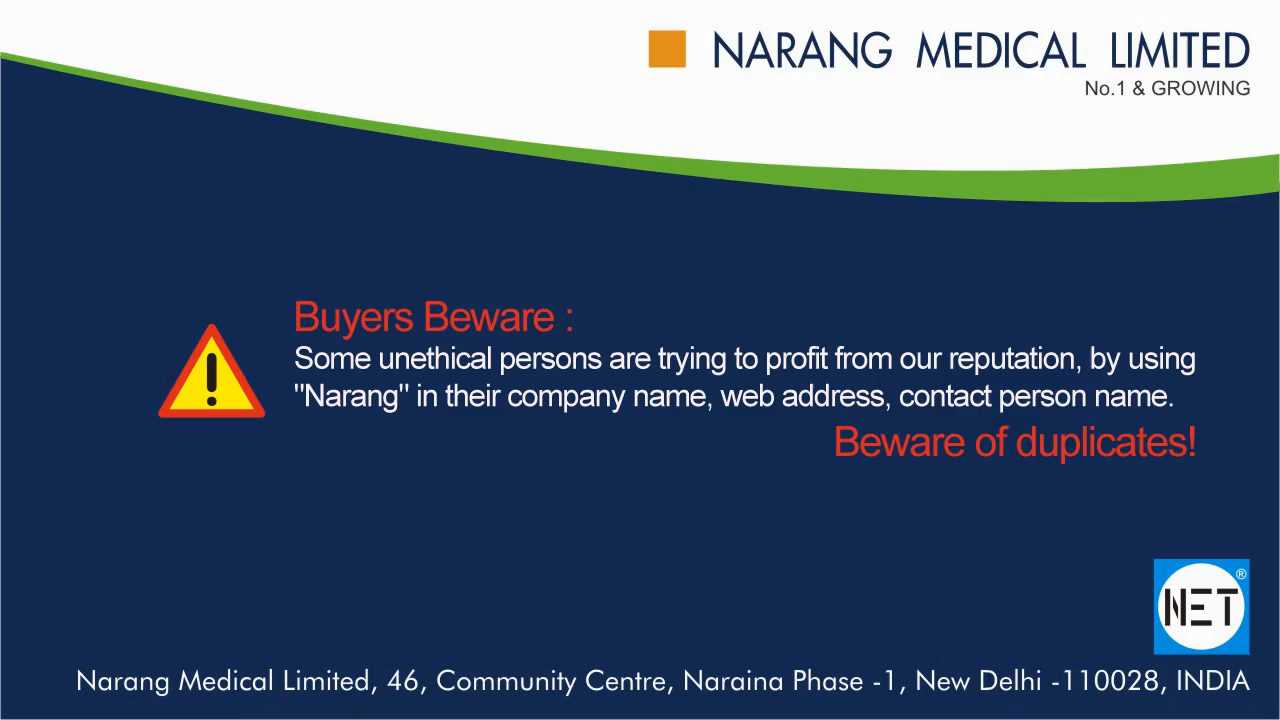 NARANG MEDICAL LIMITED
No.1 & GROWING
Buyers Beware :
Some unethical persons are trying to profit from our reputation, by using
"Narang" in their company name, web address, contact person name.
Beware of duplicates!
NET®
Narang Medical Limited, 46, Community Centre, Naraina Phase -1, New Delhi -110028, INDIA